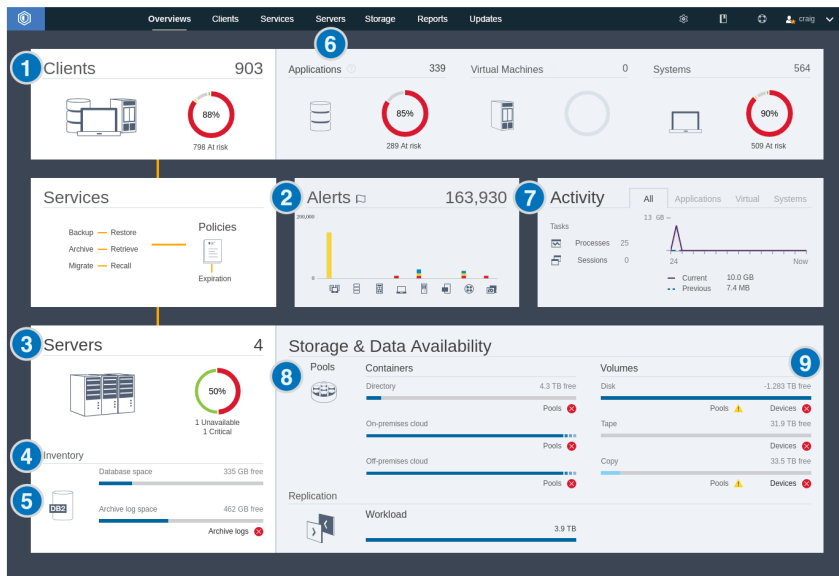 Overviews Clients Services Servers Storage Reports Updates craig
6
1 Clients 903
Applications 339
Virtual Machines 0
Systems 564
88%
798 At risk
85%
289 At risk
90%
509 At risk
Services
Backup Restore
Archive Retrieve
Migrate Recall
Policies
Expiration
2 Alerts 163,930
200,000
0
7 Activity All Applications Virtual Systems
Tasks
Processes 25
Sessions 0
13 GB
24 Now
Current 10.0 GB
Previous 7.4 MB
3 Servers 4
50%
1 Unavailable
1 Critical
4 Inventory
Database space 335 GB free
5
DB2
Archive log space 462 GB free
Archive logs
Storage & Data Availability
8 Pools
Containers
Directory 4.3 TB free
Pools
On-premises cloud
Pools
Off-premises cloud
Pools
Volumes 9
Disk -1.283 TB free
Pools Devices
Tape 31.9 TB free
Devices
Copy 33.5 TB free
Pools Devices
Replication
Workload
3.9 TB